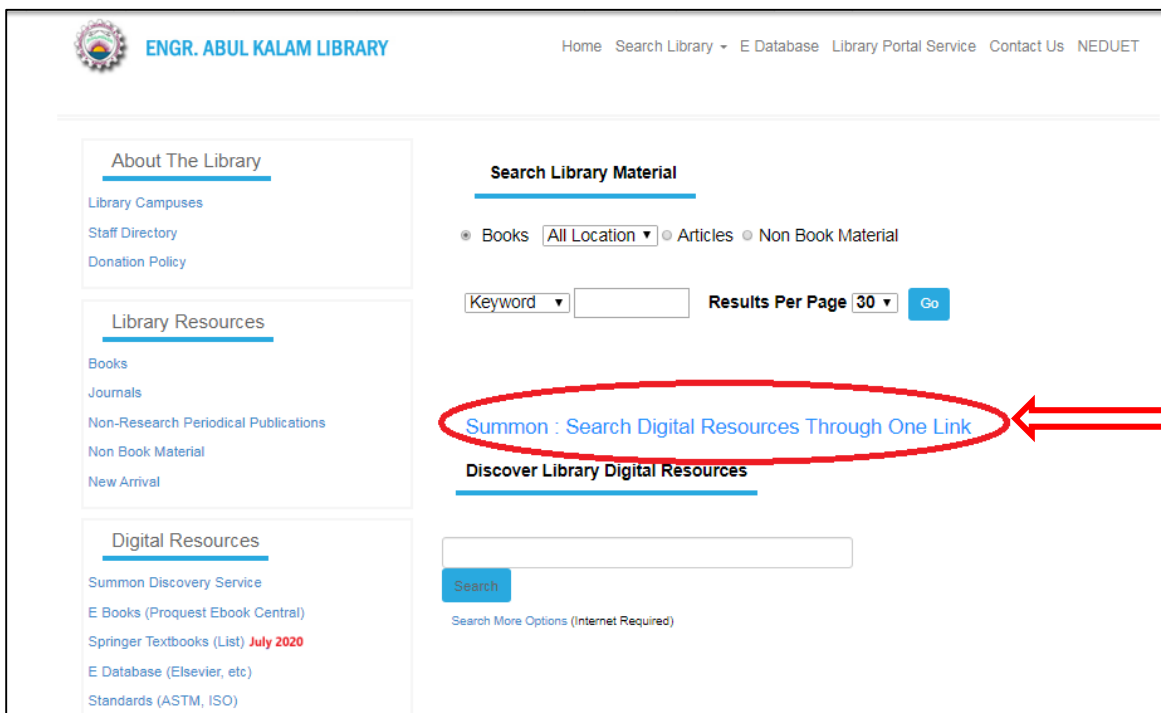 ENGR. ABUL KALAM LIBRARY
Home Search Library E Database Library Portal Service Contact Us NEDUET
About The Library
Library Campuses
Staff Directory
Donation Policy
Library Resources
Books
Journals
Non-Research Periodical Publications
Non Book Material
New Arrival
Digital Resources
Summon Discovery Service
E Books (Proquest Ebook Central)
Springer Textbooks (List) July 2020
E Database (Elsevier, etc)
Standards (ASTM, ISO)
Search Library Material
Books All Location Articles Non Book Material
Keyword Results Per Page 30 Go
Summon : Search Digital Resources Through One Link
Discover Library Digital Resources
Search
Search More Options (Internet Required)